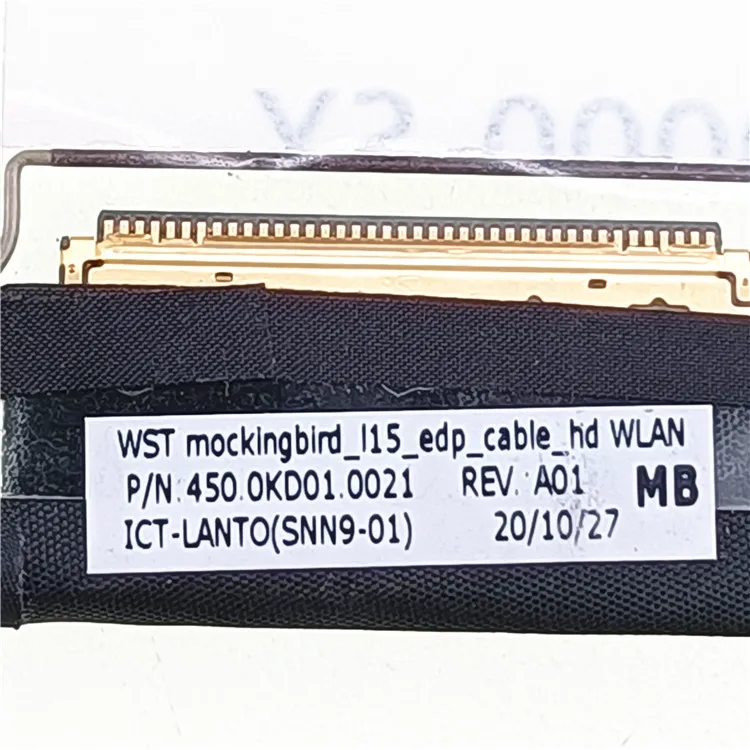 WST mockingbird_l15_edp_cable_hd WLAN
P/N:450.0KD01.0021 REV. A01 MB
ICT-LANTO(SNN9-01) 20/10/27